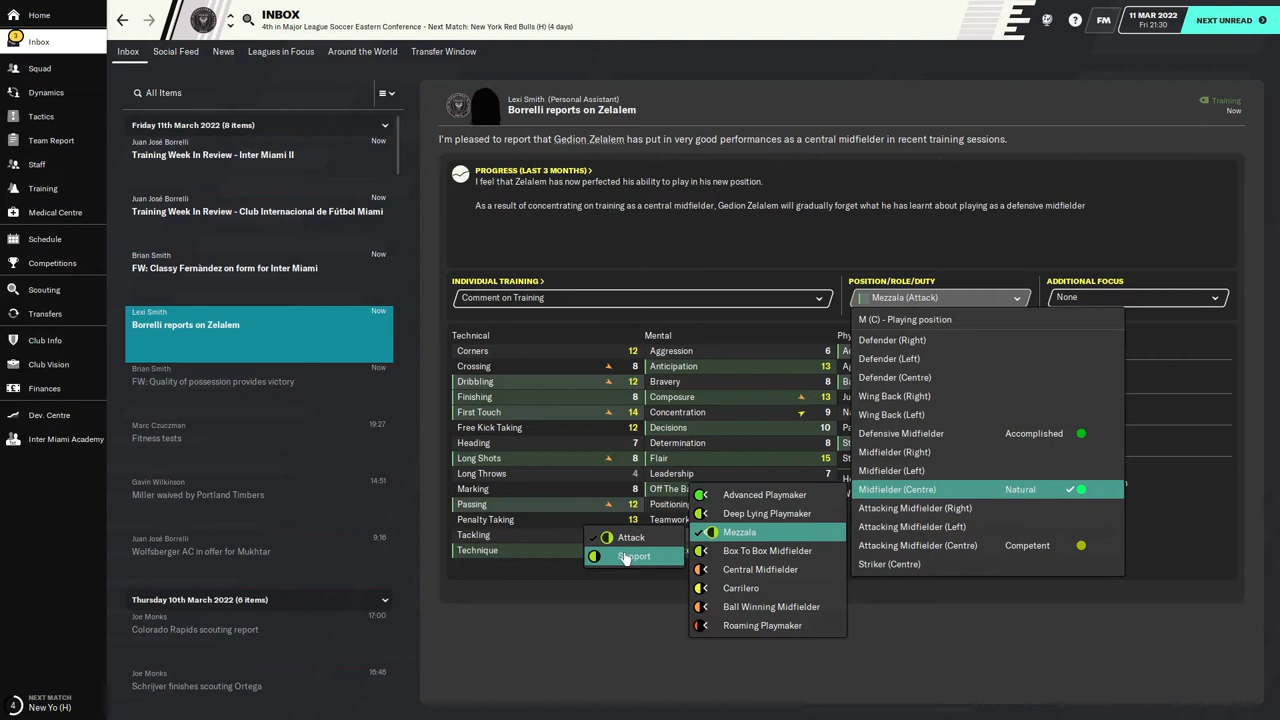 Home
3
Inbox
Squad
Dynamics
Tactics
Team Report
Staff
Training
Medical Centre
Schedule
Competitions
Scouting
Transfers
Club Info
Club Vision
Finances
Dev. Centre
Inter Miami Academy
4
NEXT MATCH
New Yo (H)
INBOX
4th in Major League Soccer Eastern Conference - Next Match: New York Red Bulls (H) (4 days)
?
FM
11 MAR 2022
Fri 21:30
NEXT UNREAD
Inbox
Social Feed
News
Leagues in Focus
Around the World
Transfer Window
All Items
Friday 11th March 2022 (8 items)
Juan José Borrelli
Now
Training Week In Review - Inter Miami II
Juan José Borrelli
Now
Training Week In Review - Club Internacional de Fútbol Miami
Brian Smith
Now
FW: Classy Fernàndez on form for Inter Miami
Lexi Smith
Now
Borrelli reports on Zelalem
Brian Smith
Now
FW: Quality of possession provides victory
Marc Czuczman
19:27
Fitness tests
Gavin Wilkinson
14:51
Miller waived by Portland Timbers
Juan José Borrelli
9:16
Wolfsberger AC in offer for Mukhtar
Thursday 10th March 2022 (6 items)
Joe Monks
17:00
Colorado Rapids scouting report
Joe Monks
16:46
Schrijver finishes scouting Ortega
Lexi Smith (Personal Assistant)
Borrelli reports on Zelalem
Training
Now
I'm pleased to report that Gedion Zelalem has put in very good performances as a central midfielder in recent training sessions.
PROGRESS (LAST 3 MONTHS) >
I feel that Zelalem has now perfected his ability to play in his new position.
As a result of concentrating on training as a central midfielder, Gedion Zelalem will gradually forget what he has learnt about playing as a defensive midfielder
INDIVIDUAL TRAINING >
Comment on Training
POSITION/ROLE/DUTY
Mezzala (Attack)
ADDITIONAL FOCUS
None
Technical
Corners 12
Crossing 8
Dribbling 12
Finishing 8
First Touch 14
Free Kick Taking 12
Heading 7
Long Shots 8
Long Throws 4
Marking 8
Passing 12
Penalty Taking 13
Tackling
Technique
Mental
Aggression 6
Anticipation 13
Bravery 8
Composure 13
Concentration 9
Decisions 10
Determination 8
Flair 15
Leadership 7
Off The Ba
Positioning
Teamwo
Attack
Support
Advanced Playmaker
Deep Lying Playmaker
Mezzala
Box To Box Midfielder
Central Midfielder
Carrilero
Ball Winning Midfielder
Roaming Playmaker
M (C) - Playing position
Defender (Right)
Defender (Left)
Defender (Centre)
Wing Back (Right)
Wing Back (Left)
Defensive Midfielder Accomplished
Midfielder (Right)
Midfielder (Left)
Midfielder (Centre) Natural
Attacking Midfielder (Right)
Attacking Midfielder (Left)
Attacking Midfielder (Centre) Competent
Striker (Centre)